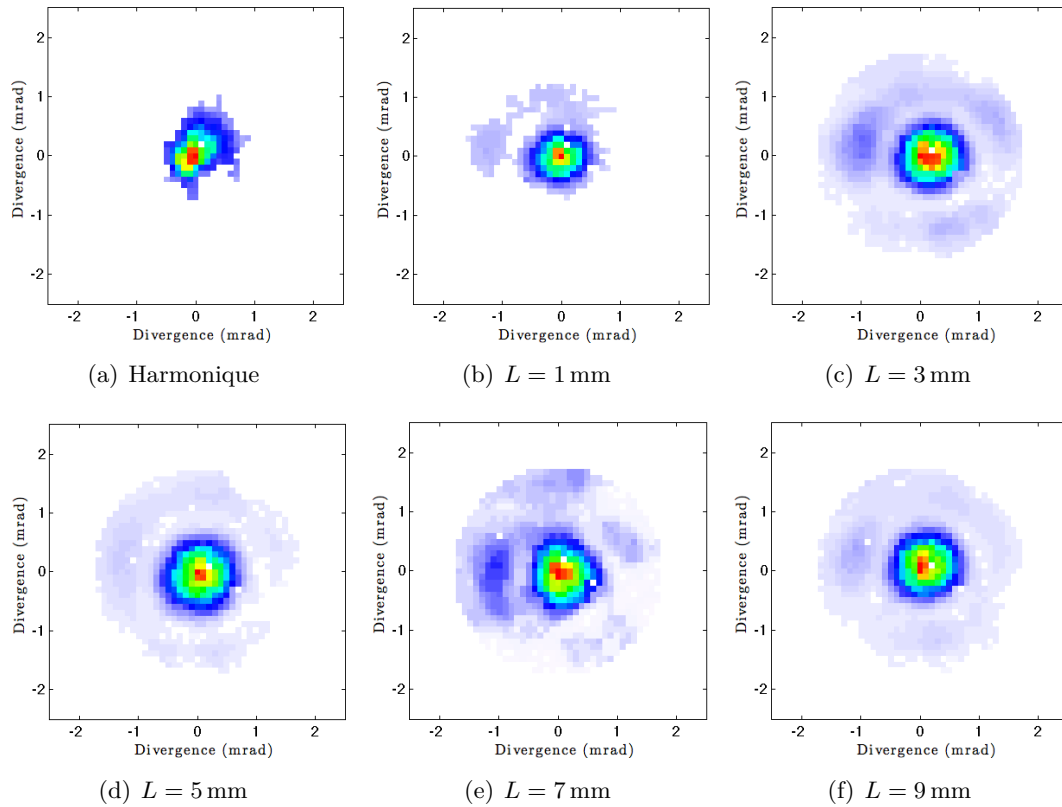 2
1
0
-1
-2
Divergence (mrad)
-2 -1 0 1 2
Divergence (mrad)
(a) Harmonique
2
1
0
-1
-2
Divergence (mrad)
-2 -1 0 1 2
Divergence (mrad)
(b) L = 1 mm
2
1
0
-1
-2
Divergence (mrad)
-2 -1 0 1 2
Divergence (mrad)
(c) L = 3 mm
2
1
0
-1
-2
Divergence (mrad)
-2 -1 0 1 2
Divergence (mrad)
(d) L = 5 mm
2
1
0
-1
-2
Divergence (mrad)
-2 -1 0 1 2
Divergence (mrad)
(e) L = 7 mm
2
1
0
-1
-2
Divergence (mrad)
-2 -1 0 1 2
Divergence (mrad)
(f) L = 9 mm